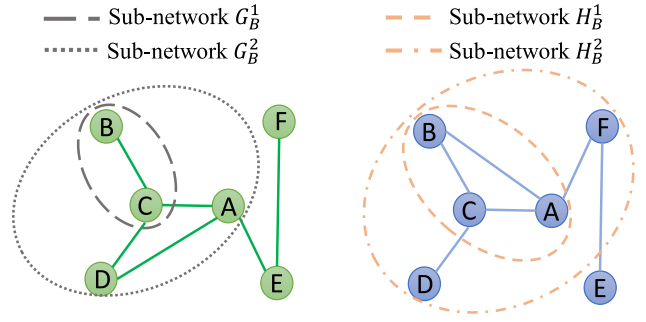 Sub-network $G_B^1$
Sub-network $G_B^2$
B
F
C
A
D
E
Sub-network $H_B^1$
Sub-network $H_B^2$
B
F
C
A
D
E